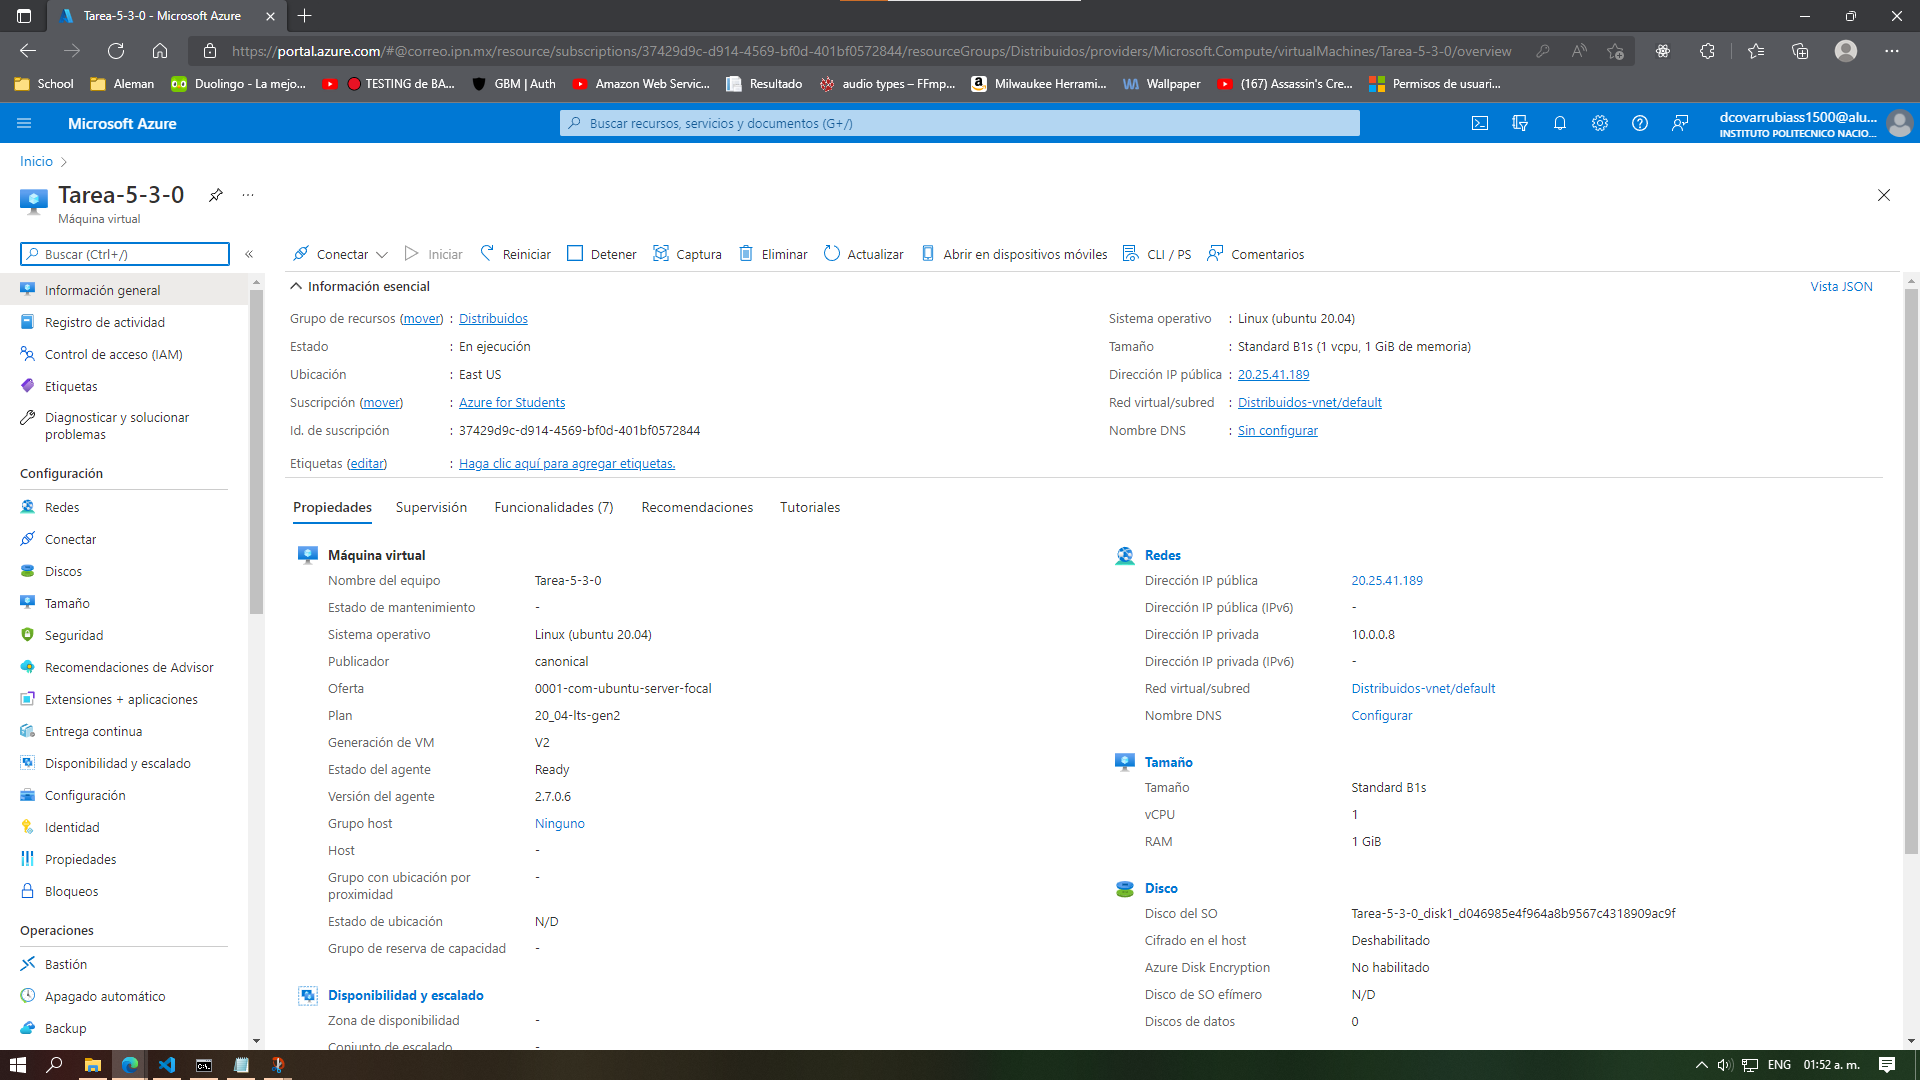 Tarea-5-3-0 - Microsoft Azure
https://portal.azure.com/#@correo.ipn.mx/resource/subscriptions/37429d9c-d914-4569-bf0d-401bf0572844/resourceGroups/Distribuidos/providers/Microsoft.Compute/virtualMachines/Tarea-5-3-0/overview
School
Aleman
Duolingo - La mejo...
TESTING de BA...
GBM | Auth
Amazon Web Servic...
Resultado
audio types – FFmp...
Milwaukee Herrami...
Wallpaper
(167) Assassin's Cre...
Permisos de usuari...
Microsoft Azure
Buscar recursos, servicios y documentos (G+/)
dcovarrubiass1500@alu...
INSTITUTO POLITECNICO NACIO...
Inicio
Tarea-5-3-0
Máquina virtual
Buscar (Ctrl+/)
Conectar
Iniciar
Reiniciar
Detener
Captura
Eliminar
Actualizar
Abrir en dispositivos móviles
CLI / PS
Comentarios
Información general
Registro de actividad
Control de acceso (IAM)
Etiquetas
Diagnosticar y solucionar
problemas
Configuración
Redes
Conectar
Discos
Tamaño
Seguridad
Recomendaciones de Advisor
Extensiones + aplicaciones
Entrega continua
Disponibilidad y escalado
Configuración
Identidad
Propiedades
Bloqueos
Operaciones
Bastión
Apagado automático
Backup
Información esencial
Vista JSON
Grupo de recursos (mover) : Distribuidos
Estado : En ejecución
Ubicación : East US
Suscripción (mover) : Azure for Students
Id. de suscripción : 37429d9c-d914-4569-bf0d-401bf0572844
Etiquetas (editar) : Haga clic aquí para agregar etiquetas.
Sistema operativo : Linux (ubuntu 20.04)
Tamaño : Standard B1s (1 vcpu, 1 GiB de memoria)
Dirección IP pública : 20.25.41.189
Red virtual/subred : Distribuidos-vnet/default
Nombre DNS : Sin configurar
Propiedades
Supervisión
Funcionalidades (7)
Recomendaciones
Tutoriales
Máquina virtual
Nombre del equipo Tarea-5-3-0
Estado de mantenimiento -
Sistema operativo Linux (ubuntu 20.04)
Publicador canonical
Oferta 0001-com-ubuntu-server-focal
Plan 20_04-lts-gen2
Generación de VM V2
Estado del agente Ready
Versión del agente 2.7.0.6
Grupo host Ninguno
Host -
Grupo con ubicación por -
proximidad
Estado de ubicación N/D
Grupo de reserva de capacidad -
Disponibilidad y escalado
Zona de disponibilidad -
Conjunto de escalado -
Redes
Dirección IP pública 20.25.41.189
Dirección IP pública (IPv6) -
Dirección IP privada 10.0.0.8
Dirección IP privada (IPv6) -
Red virtual/subred Distribuidos-vnet/default
Nombre DNS Configurar
Tamaño
Tamaño Standard B1s
vCPU 1
RAM 1 GiB
Disco
Disco del SO Tarea-5-3-0_disk1_d046985e4f964a8b9567c4318909ac9f
Cifrado en el host Deshabilitado
Azure Disk Encryption No habilitado
Disco de SO efímero N/D
Discos de datos 0
ENG 01:52 a. m.